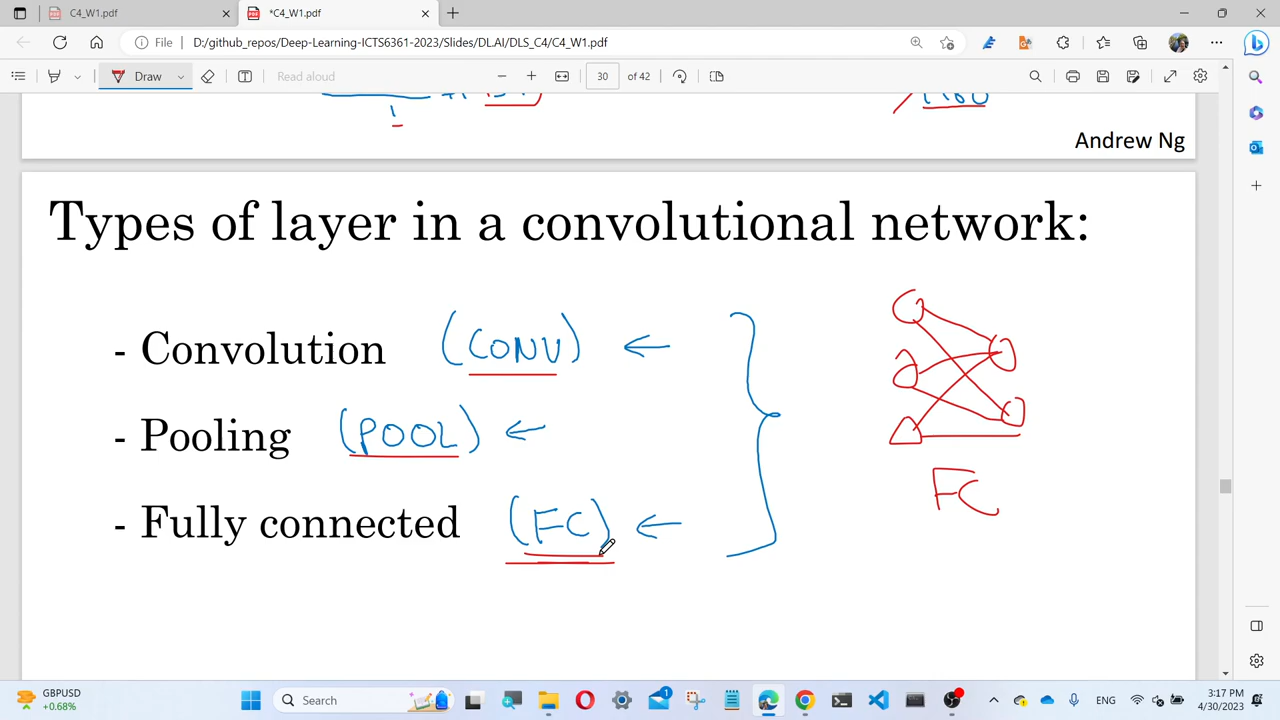 C4_W1.pdf
*C4_W1.pdf
File
D:/github_repos/Deep-Learning-ICTS6361-2023/Slides/DL.AI/DLS_C4/C4_W1.pdf
Draw
Read aloud
30 of 42
Andrew Ng
Types of layer in a convolutional network:
- Convolution (CONV) ←
- Pooling (POOL) ←
- Fully connected (FC) ←
FC
GBPUSD
+0.68%
Search
1
ENG
3:17 PM
4/30/2023